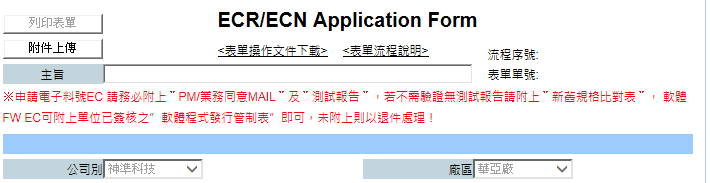 列印表單
ECR/ECN Application Form
附件上傳
<表單操作文件下載> <表單流程說明>
流程序號:
主旨
表單單號:
※申請電子料號EC 請務必附上〝PM/業務同意MAIL〞及〝測試報告〞，若不需驗證無測試報告請附上〝新舊規格比對表〞， 軟體
FW EC可附上單位已簽核之”軟體程式發行管制表”即可，未附上則以退件處理！
公司別 神準科技 廠區 華亞廠